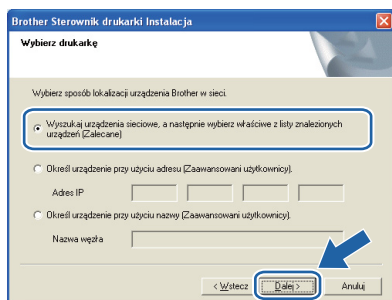 Brother Sterownik drukarki Instalacja
Wybierz drukarkę
Wybierz sposób lokalizacji urządzenia Brother w sieci.
Wyszukaj urządzenia sieciowe, a następnie wybierz właściwe z listy znalezionych
urządzeń (Zalecane)
Określ urządzenie przy użyciu adresu (Zaawansowani użytkownicy).
Adres IP
Określ urządzenie przy użyciu nazwy (Zaawansowani użytkownicy).
Nazwa węzła
< Wstecz Dalej > Anuluj